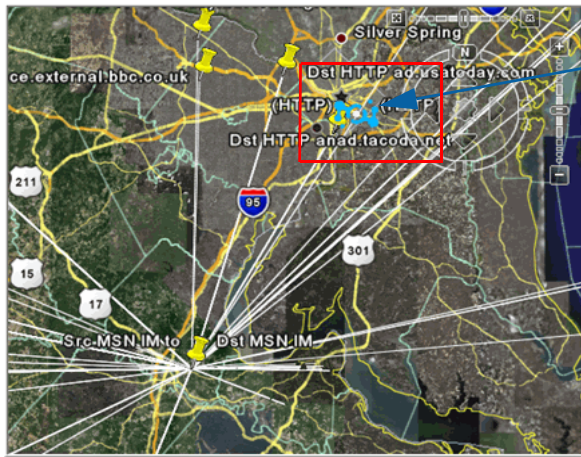 Silver Spring
N
Dst HTTP ad.usatoday.com
ce.external.bbc.co.uk
(HTTP)
(HTTP)
Dst HTTP anad.tacoda.net
211
95
301
15
17
Src MSN IM to
Dst MSN IM